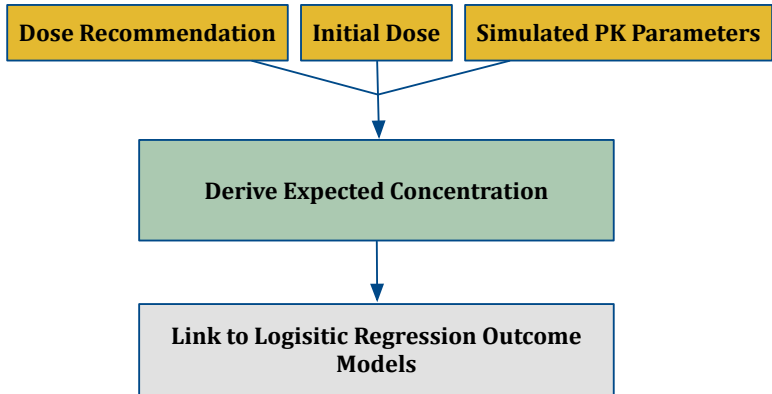 Dose Recommendation
Initial Dose
Simulated PK Parameters
Derive Expected Concentration
Link to Logisitic Regression Outcome
Models